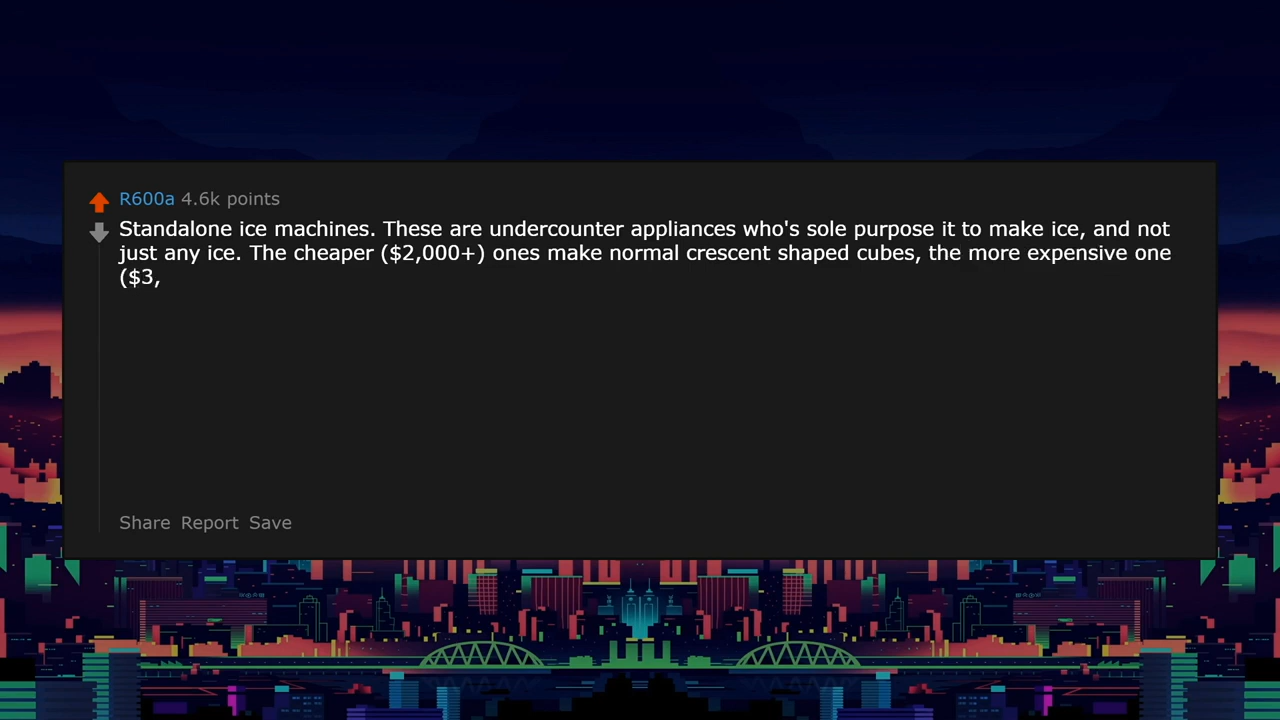 R600a 4.6k points
Standalone ice machines. These are undercounter appliances who's sole purpose it to make ice, and not
just any ice. The cheaper ($2,000+) ones make normal crescent shaped cubes, the more expensive one
($3,
Share Report Save